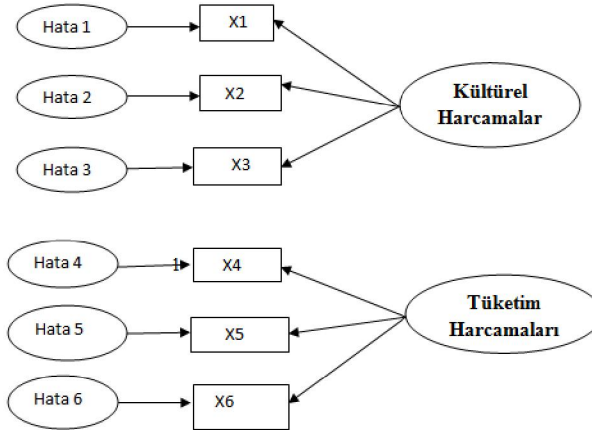 Hata 1
X1
Hata 2
X2
Kültürel
Harcamalar
Hata 3
X3
Hata 4
1
X4
Hata 5
X5
Tüketim
Harcamaları
Hata 6
X6